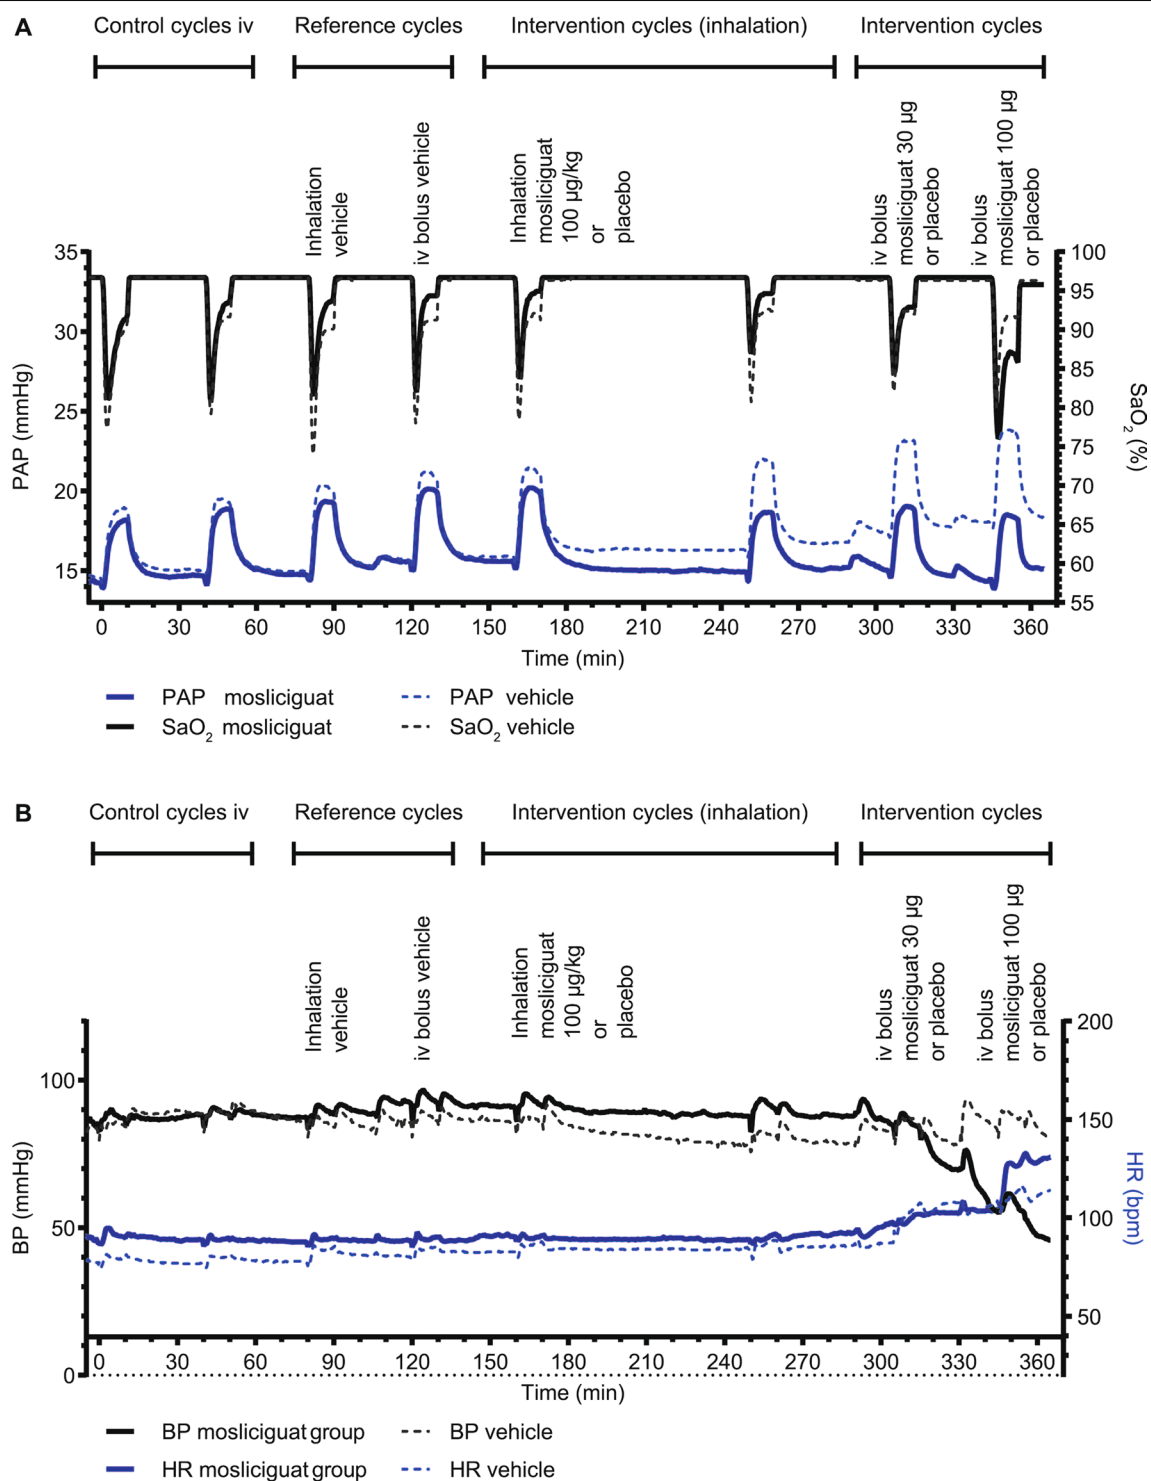 A
Control cycles iv
Reference cycles
Intervention cycles (inhalation)
Intervention cycles
Inhalation
vehicle
iv bolus vehicle
Inhalation
mosliciguat
100 µg/kg
or
placebo
iv bolus
mosliciguat 30 µg
or placebo
iv bolus
mosliciguat 100 µg
or placebo
PAP (mmHg)
35
30
25
20
15
100
95
90
85
80
75
70
65
60
55
SaO2 (%)
0 30 60 90 120 150 180 210 240 270 300 330 360
Time (min)
PAP mosliciguat
PAP vehicle
SaO2 mosliciguat
SaO2 vehicle
B
Control cycles iv
Reference cycles
Intervention cycles (inhalation)
Intervention cycles
Inhalation
vehicle
iv bolus vehicle
Inhalation
mosliciguat
100 µg/kg
or
placebo
iv bolus
mosliciguat 30 µg
or placebo
iv bolus
mosliciguat 100 µg
or placebo
BP (mmHg)
100
50
0
200
150
100
50
HR (bpm)
0 30 60 90 120 150 180 210 240 270 300 330 360
Time (min)
BP mosliciguat group
BP vehicle
HR mosliciguat group
HR vehicle